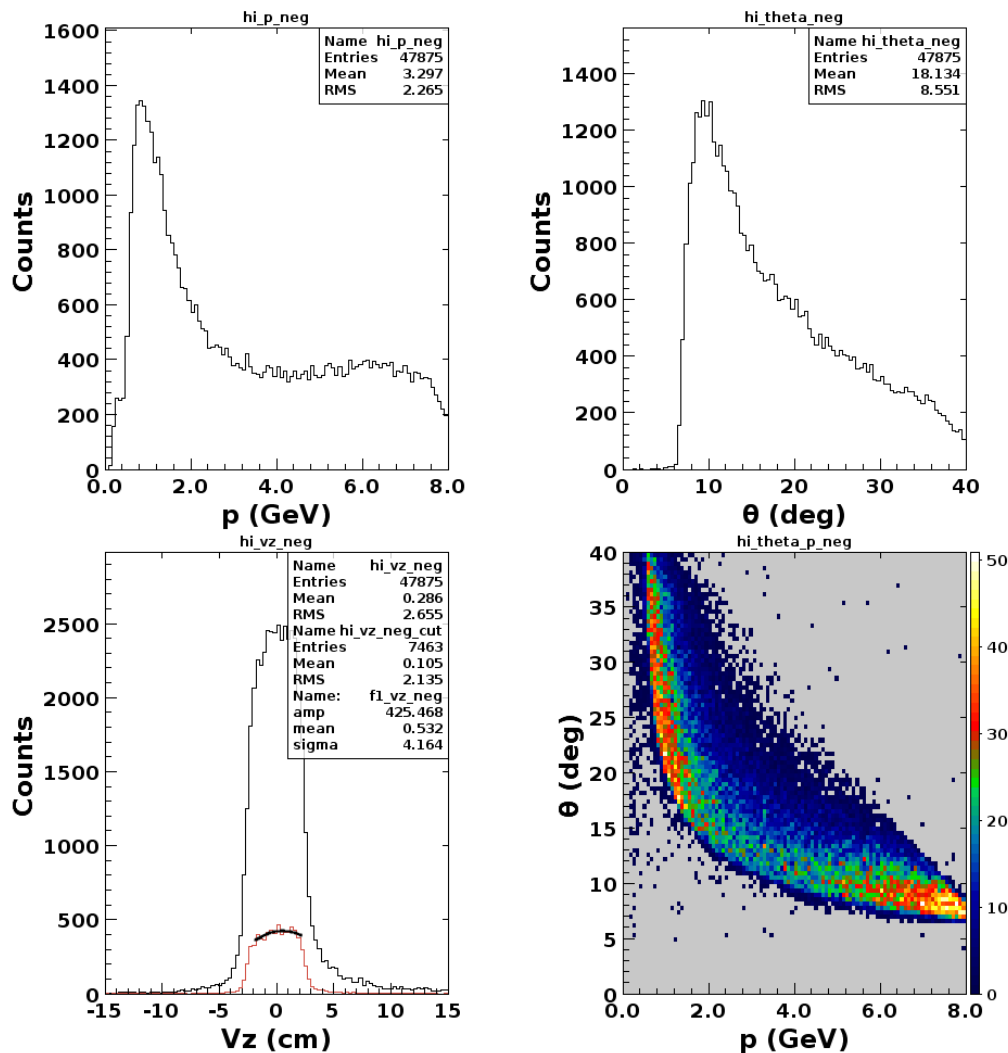 hi_p_neg
Name hi_p_neg
Entries 47875
Mean 3.297
RMS 2.265
1600
1400
1200
1000
800
600
400
200
0
Counts
0.0 2.0 4.0 6.0 8.0
p (GeV)
hi_theta_neg
Name hi_theta_neg
Entries 47875
Mean 18.134
RMS 8.551
1400
1200
1000
800
600
400
200
0
Counts
0 10 20 30 40
θ (deg)
hi_vz_neg
Name hi_vz_neg
Entries 47875
Mean 0.286
RMS 2.655
Name hi_vz_neg_cut
Entries 7463
Mean 0.105
RMS 2.135
Name: f1_vz_neg
amp 425.468
mean 0.532
sigma 4.164
2500
2000
1500
1000
500
0
Counts
-15 -10 -5 0 5 10 15
Vz (cm)
hi_theta_p_neg
40
35
30
25
20
15
10
5
0
θ (deg)
0.0 2.0 4.0 6.0 8.0
p (GeV)
50
40
30
20
10
0